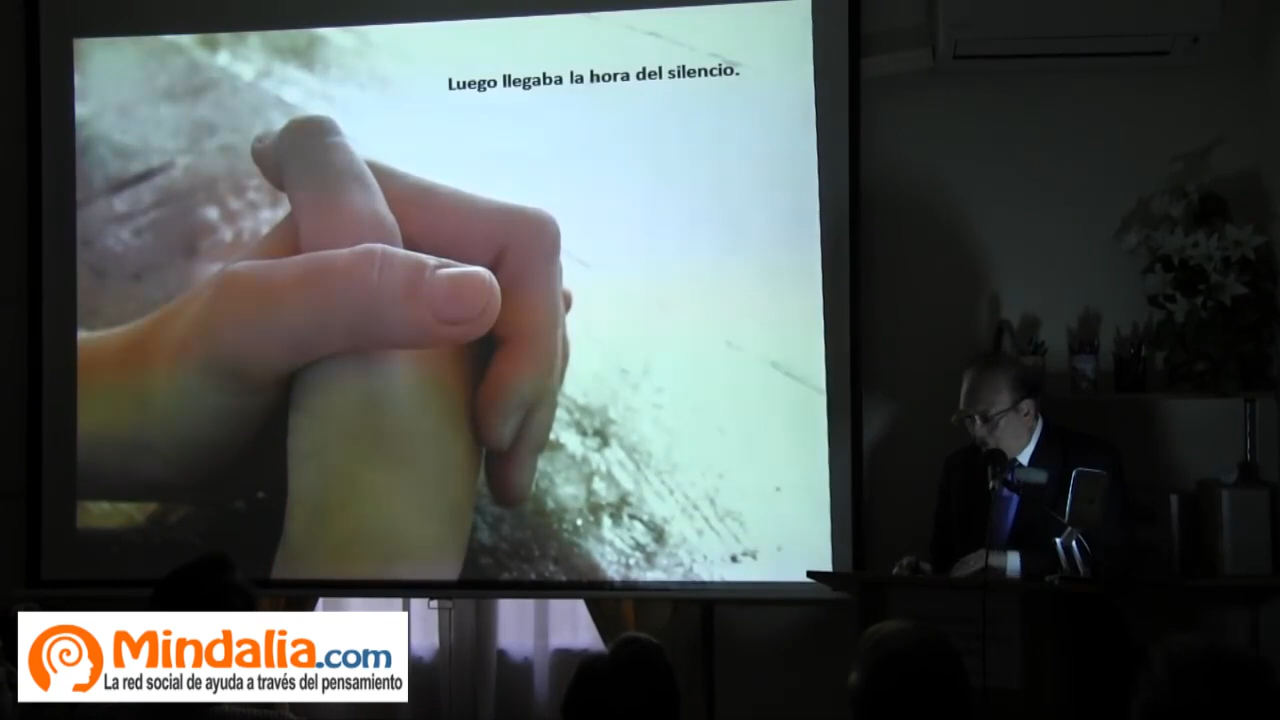 Luego llegaba la hora del silencio.
Mindalia.com
La red social de ayuda a través del pensamiento